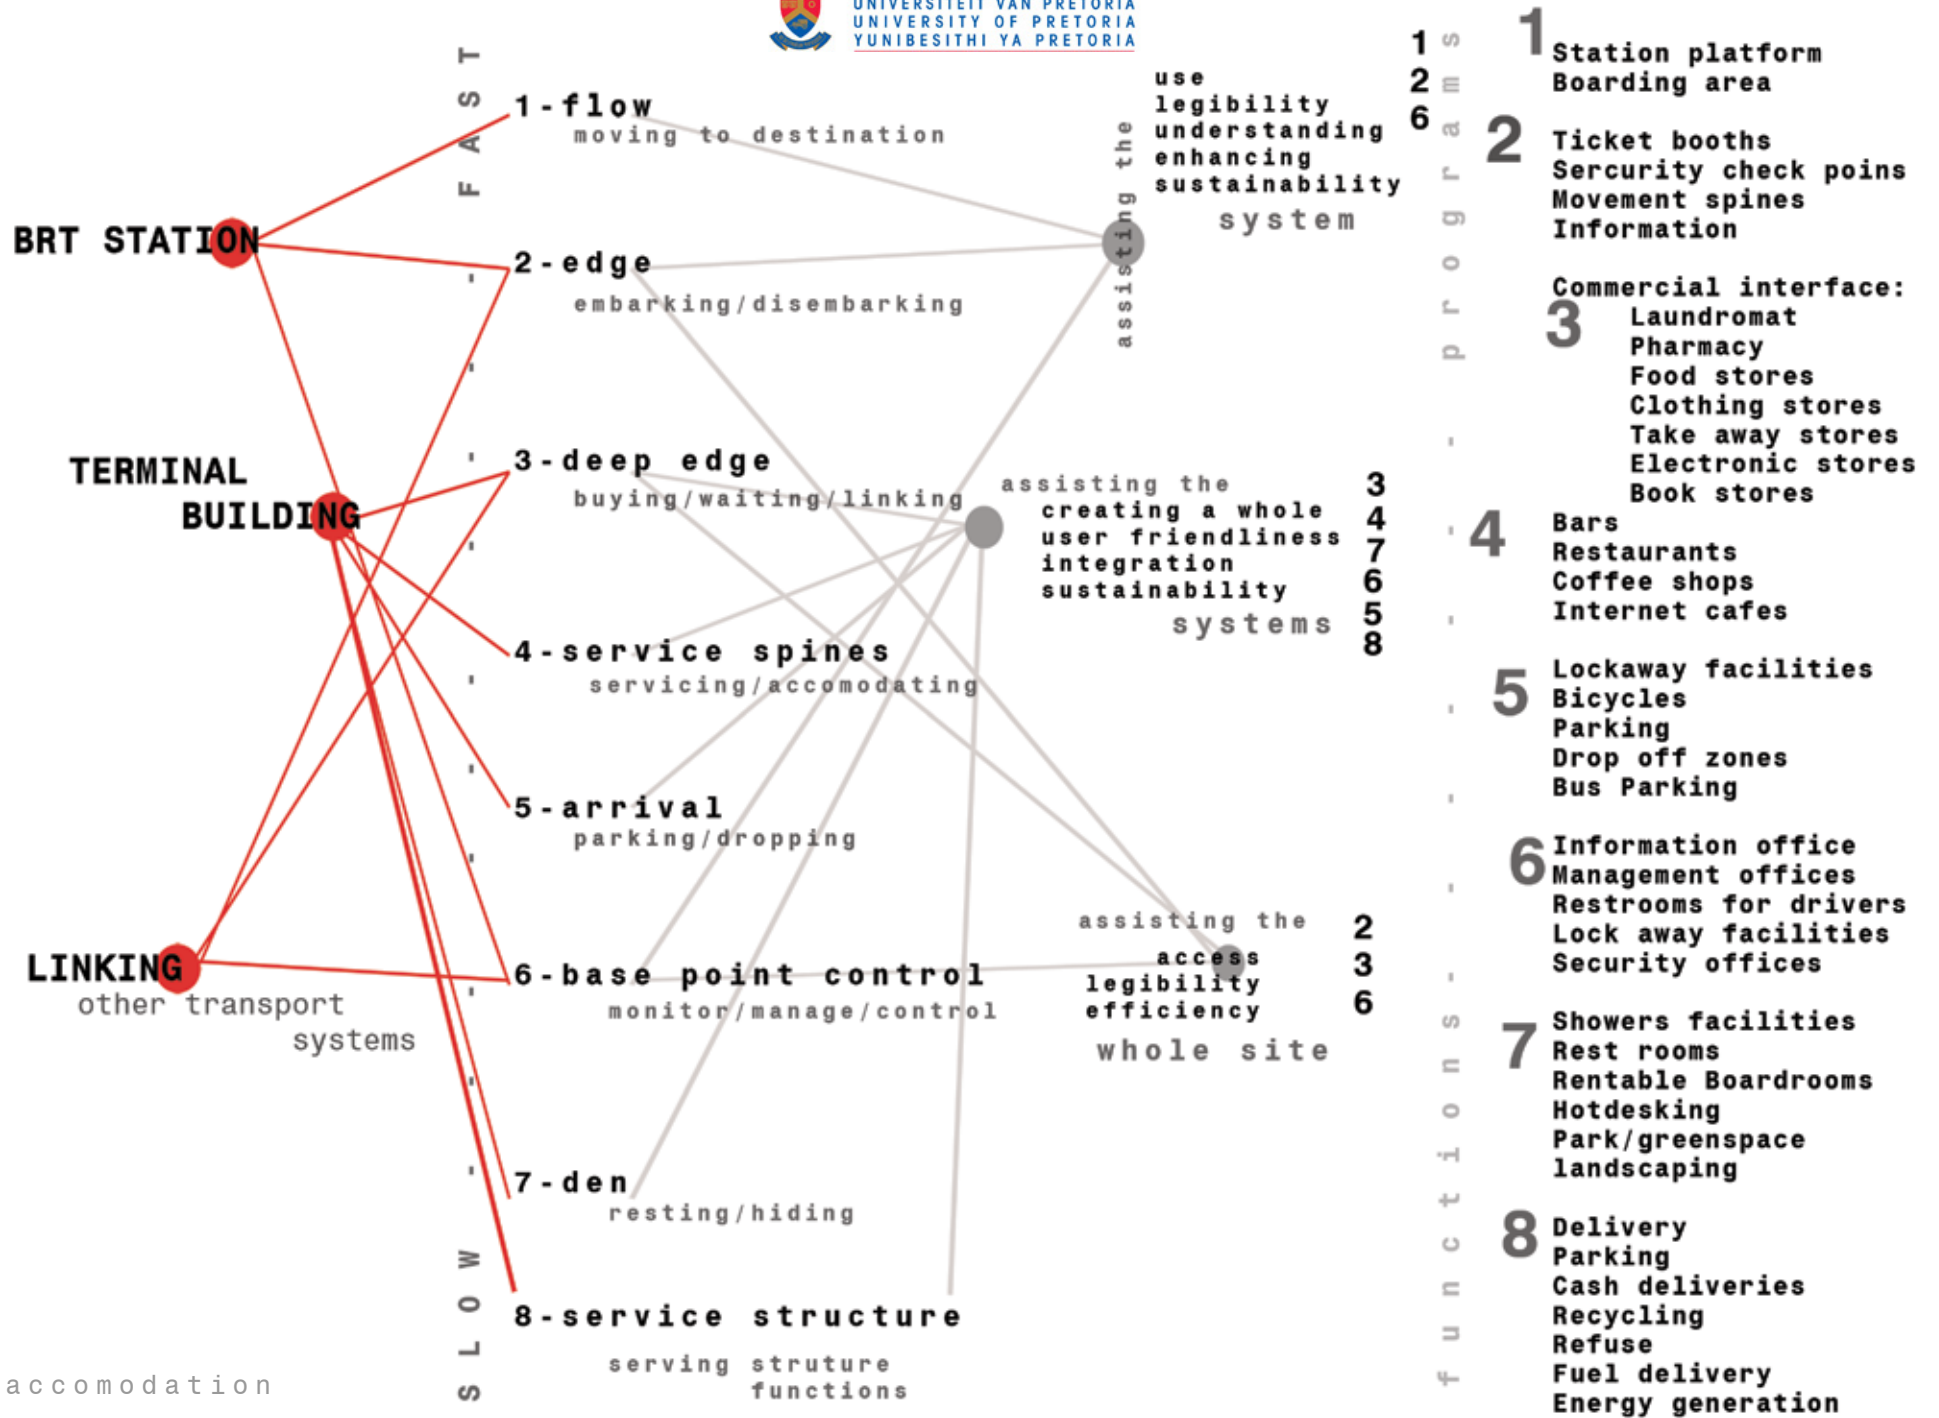 UNIVERSITEIT VAN PRETORIA
UNIVERSITY OF PRETORIA
YUNIBESITHI YA PRETORIA
FAST
SLOW
BRT STATION
TERMINAL
BUILDING
LINKING
other transport
systems
1-flow
moving to destination
2-edge
embarking/disembarking
3-deep edge
buying/waiting/linking
4-service spines
servicing/accomodating
5-arrival
parking/dropping
6-base point control
monitor/manage/control
7-den
resting/hiding
8-service structure
serving struture
functions
assisting the
use
legibility
understanding
enhancing
sustainability
system
1
2
6
assisting the
creating a whole
user friendliness
integration
sustainability
systems
3
4
7
6
5
8
assisting the
access
legibility
efficiency
whole site
2
3
6
programs
functions
1
Station platform
Boarding area
2
Ticket booths
Sercurity check poins
Movement spines
Information
Commercial interface:
3
Laundromat
Pharmacy
Food stores
Clothing stores
Take away stores
Electronic stores
Book stores
4
Bars
Restaurants
Coffee shops
Internet cafes
5
Lockaway facilities
Bicycles
Parking
Drop off zones
Bus Parking
6
Information office
Management offices
Restrooms for drivers
Lock away facilities
Security offices
7
Showers facilities
Rest rooms
Rentable Boardrooms
Hotdesking
Park/greenspace
landscaping
8
Delivery
Parking
Cash deliveries
Recycling
Refuse
Fuel delivery
Energy generation
accomodation